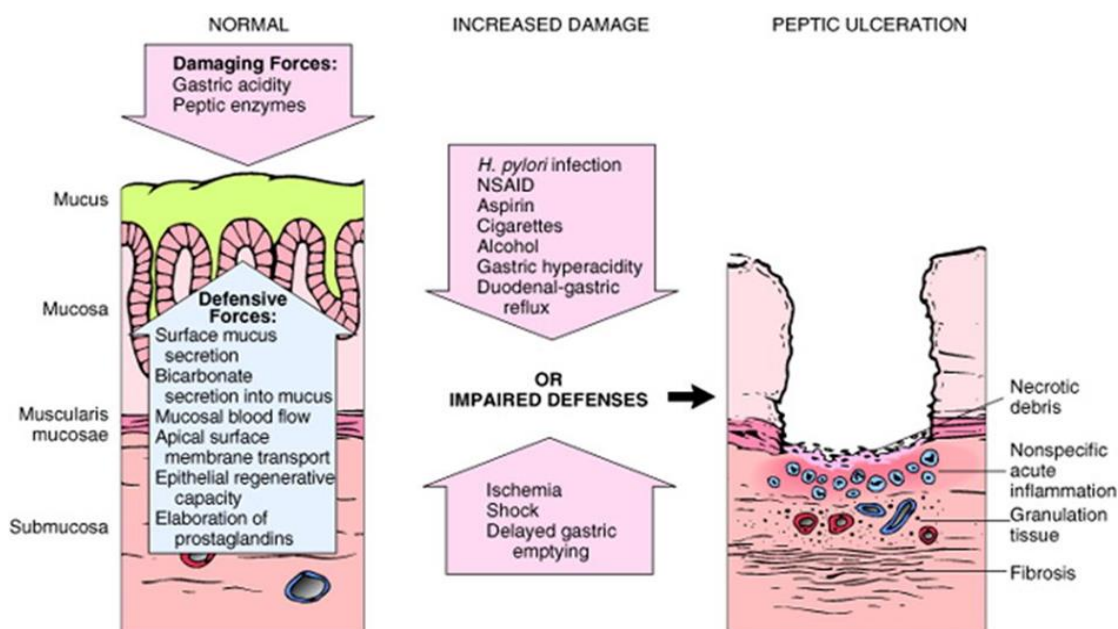 NORMAL
INCREASED DAMAGE
PEPTIC ULCERATION
Damaging Forces:
Gastric acidity
Peptic enzymes
Mucus
Mucosa
Muscularis
mucosae
Submucosa
Defensive
Forces:
Surface mucus
secretion
Bicarbonate
secretion into mucus
Mucosal blood flow
Apical surface
membrane transport
Epithelial regenerative
capacity
Elaboration of
prostaglandins
H. pylori infection
NSAID
Aspirin
Cigarettes
Alcohol
Gastric hyperacidity
Duodenal-gastric
reflux
OR
IMPAIRED DEFENSES
Ischemia
Shock
Delayed gastric
emptying
Necrotic
debris
Nonspecific
acute
inflammation
Granulation
tissue
Fibrosis